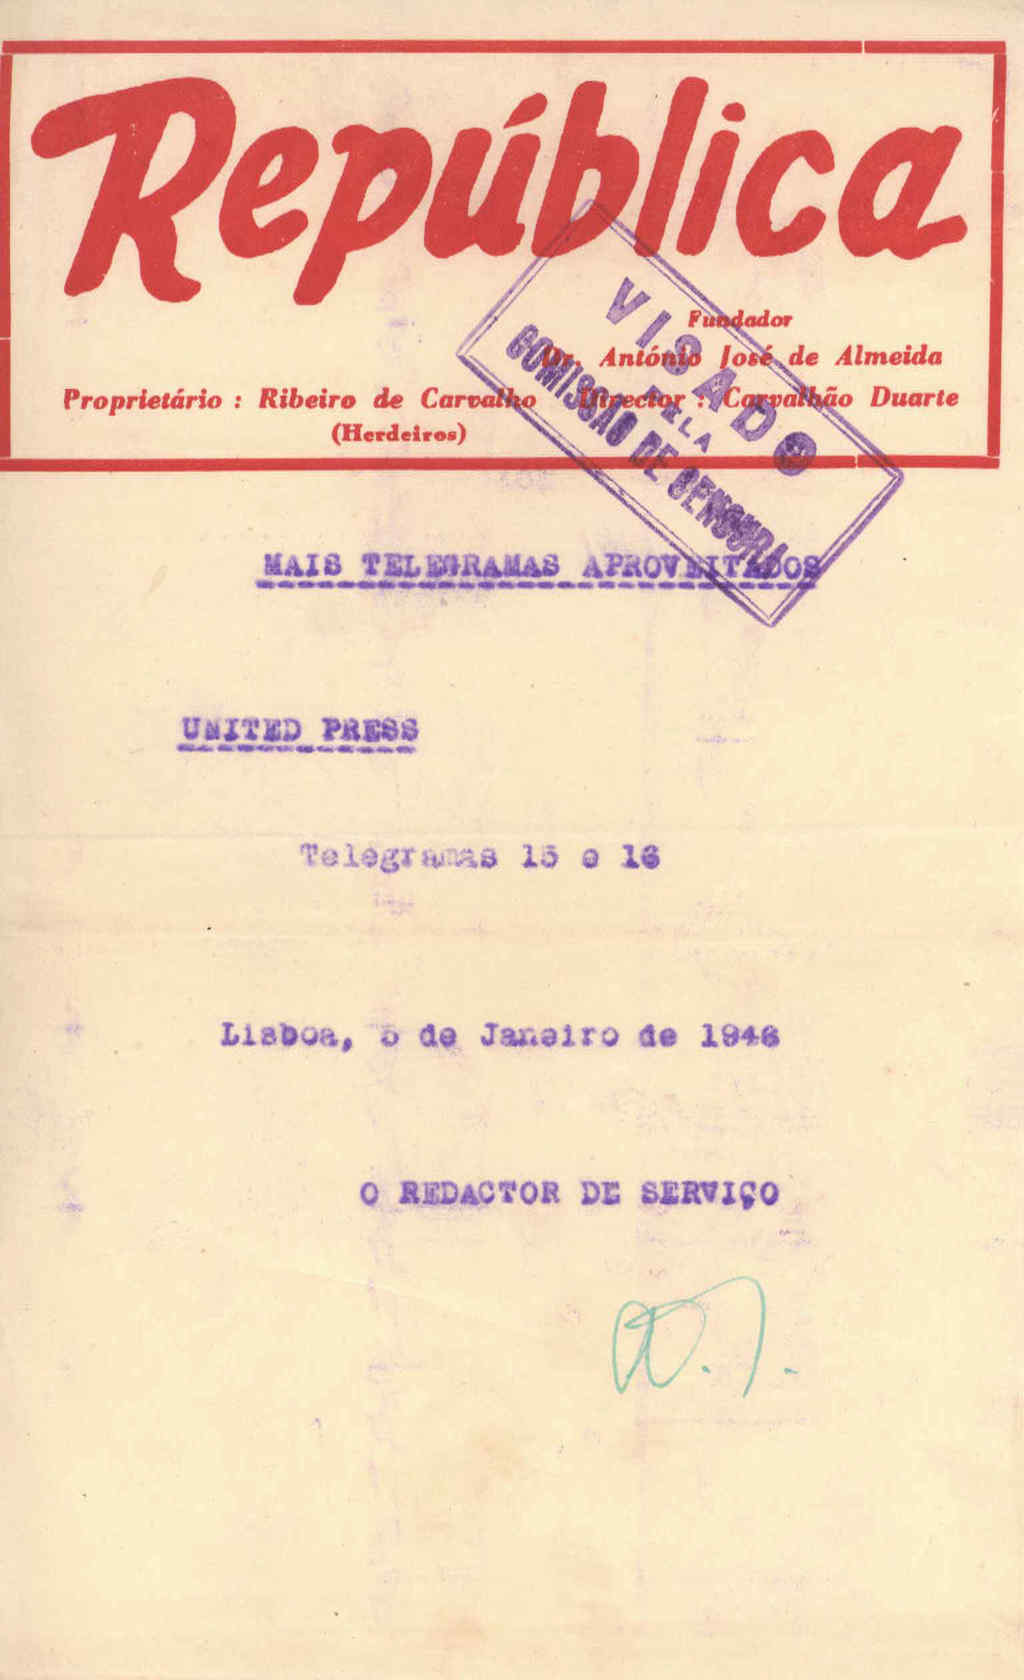 República
Fundador
Dr. António José de Almeida
Proprietário : Ribeiro de Carvalho Director : Carvalhão Duarte
(Herdeiros)
VISADO
PELA
COMISSÃO DE CENSURA
MAIS TELEGRAMAS APROVEITADOS
UNITED PRESS
Telegramas 15 e 16
Lisboa, 5 de Janeiro de 1946
O REDACTOR DE SERVIÇO